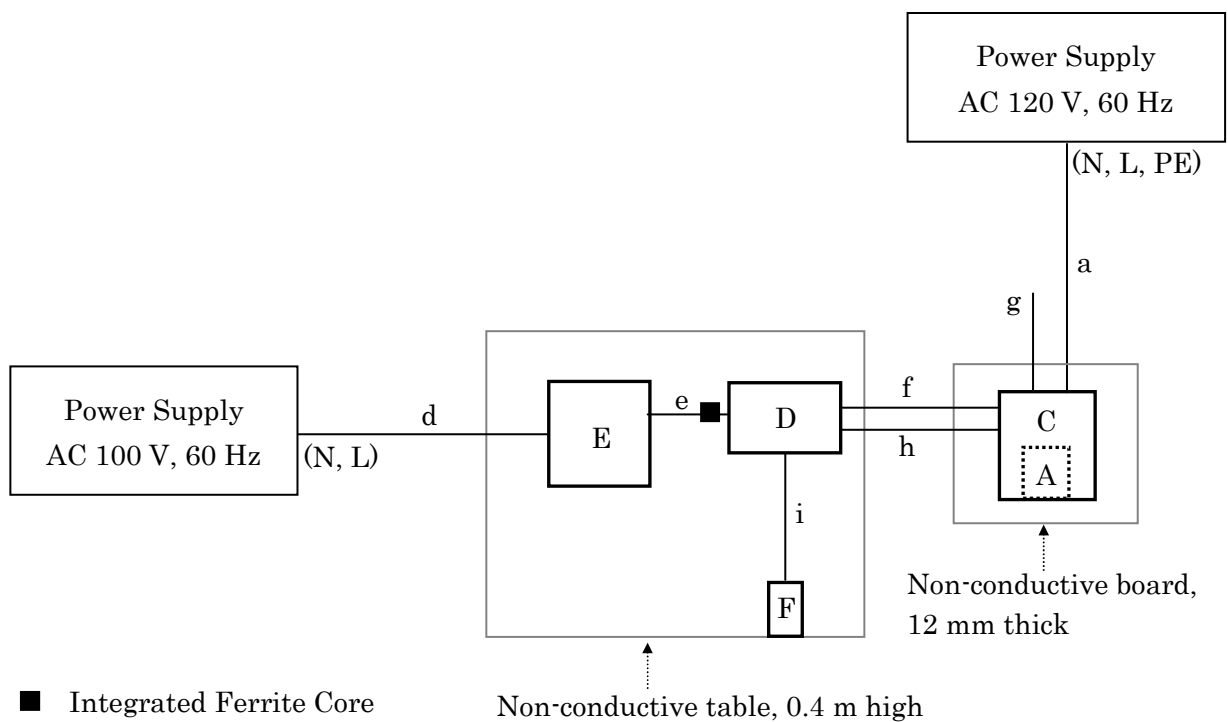 Power Supply
AC 120 V, 60 Hz
(N, L, PE)
a
g
Power Supply
AC 100 V, 60 Hz
(N, L)
d
E
e
D
f
h
C
A
i
F
Non-conductive board,
12 mm thick
■ Integrated Ferrite Core
Non-conductive table, 0.4 m high